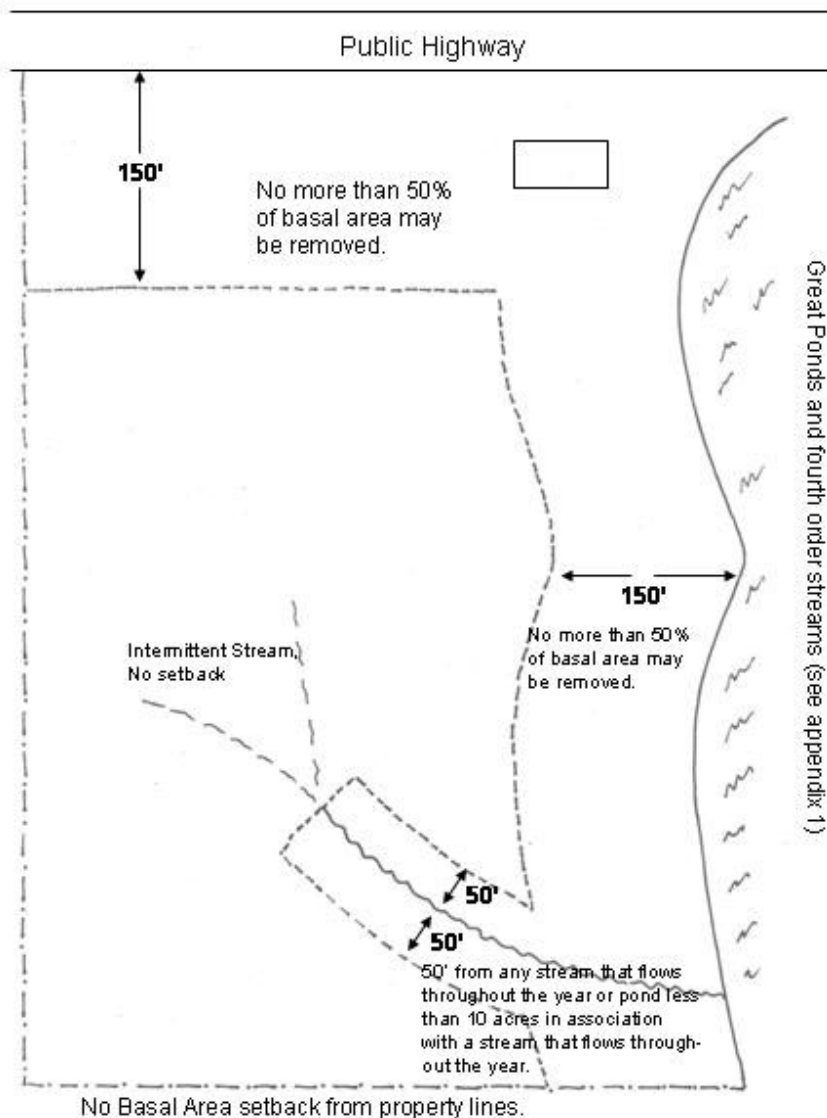 Public Highway
150'
No more than 50%
of basal area may
be removed.
Great Ponds and fourth order streams (see appendix 1)
150'
No more than 50%
of basal area may
be removed.
Intermittent Stream,
No setback
50'
50'
50' from any stream that flows
throughout the year or pond less
than 10 acres in association
with a stream that flows through-
out the year.
No Basal Area setback from property lines.